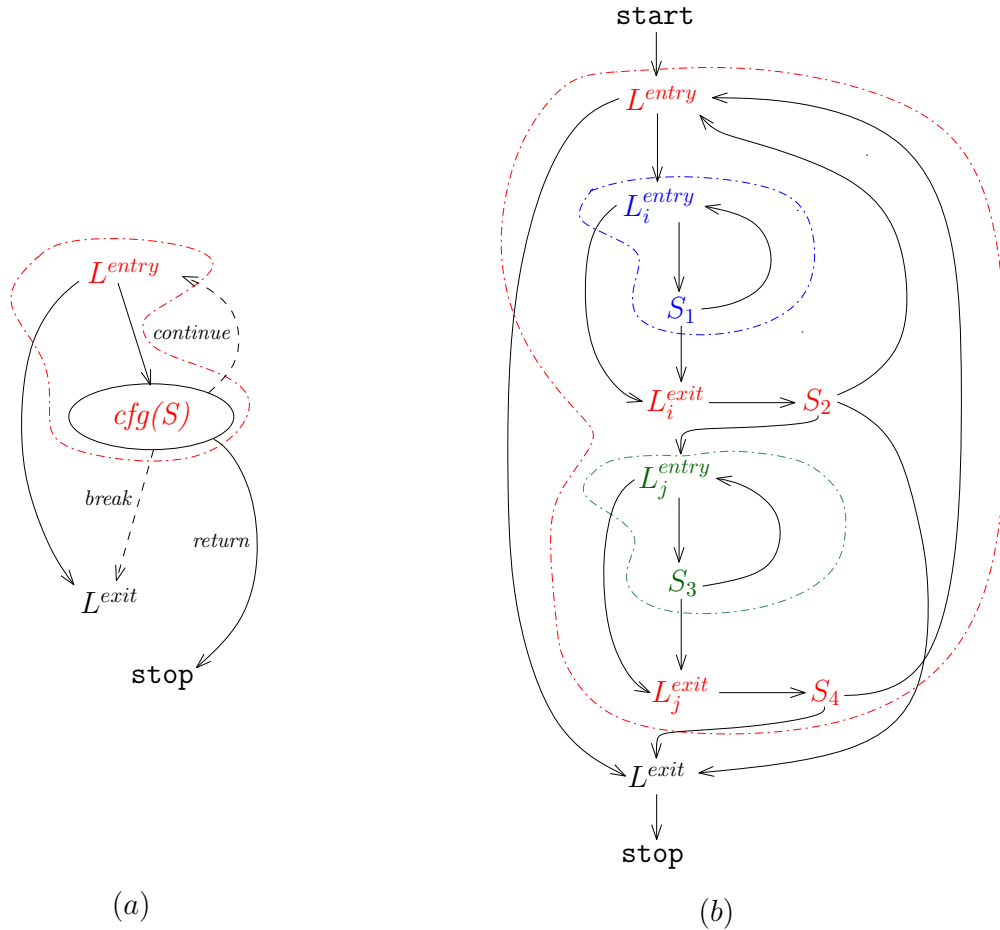 L^{entry}
continue
cfg(S)
break
return
L^{exit}
stop
(a)
start
L^{entry}
L_i^{entry}
S_1
L_i^{exit} S_2
L_j^{entry}
S_3
L_j^{exit} S_4
L^{exit}
stop
(b)